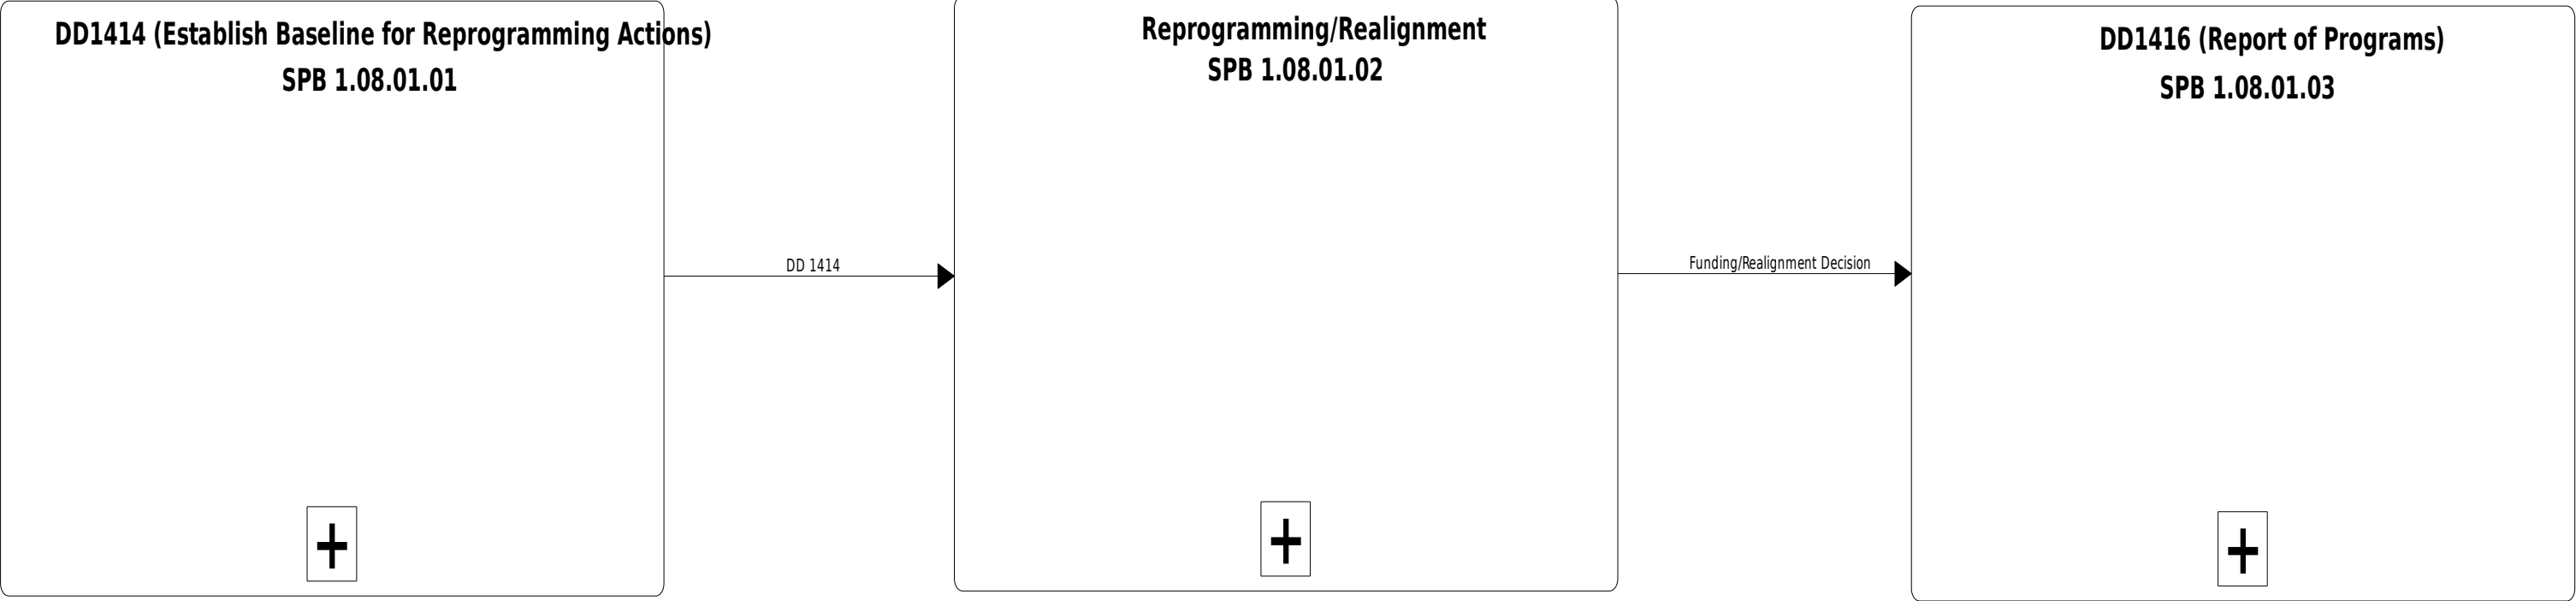 DD1414 (Establish Baseline for Reprogramming Actions)
SPB 1.08.01.01
DD 1414
Reprogramming/Realignment
SPB 1.08.01.02
Funding/Realignment Decision
DD1416 (Report of Programs)
SPB 1.08.01.03